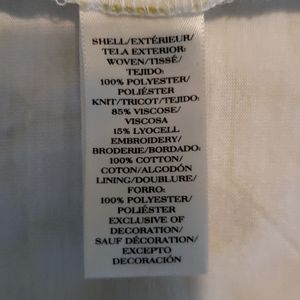 SHELL/EXTÉRIEUR/
TELA EXTERIOR:
WOVEN/TISSÉ/
TEJIDO:
100% POLYESTER/
POLIÉSTER
KNIT/TRICOT/TEJIDO:
85% VISCOSE/
VISCOSA
15% LYOCELL
EMBROIDERY/
BRODERIE/BORDADO:
100% COTTON/
COTON/ALGODÓN
LINING/DOUBLURE/
FORRO:
100% POLYESTER/
POLIÉSTER
EXCLUSIVE OF
DECORATION/
SAUF DÉCORATION/
EXCEPTO
DECORACIÓN